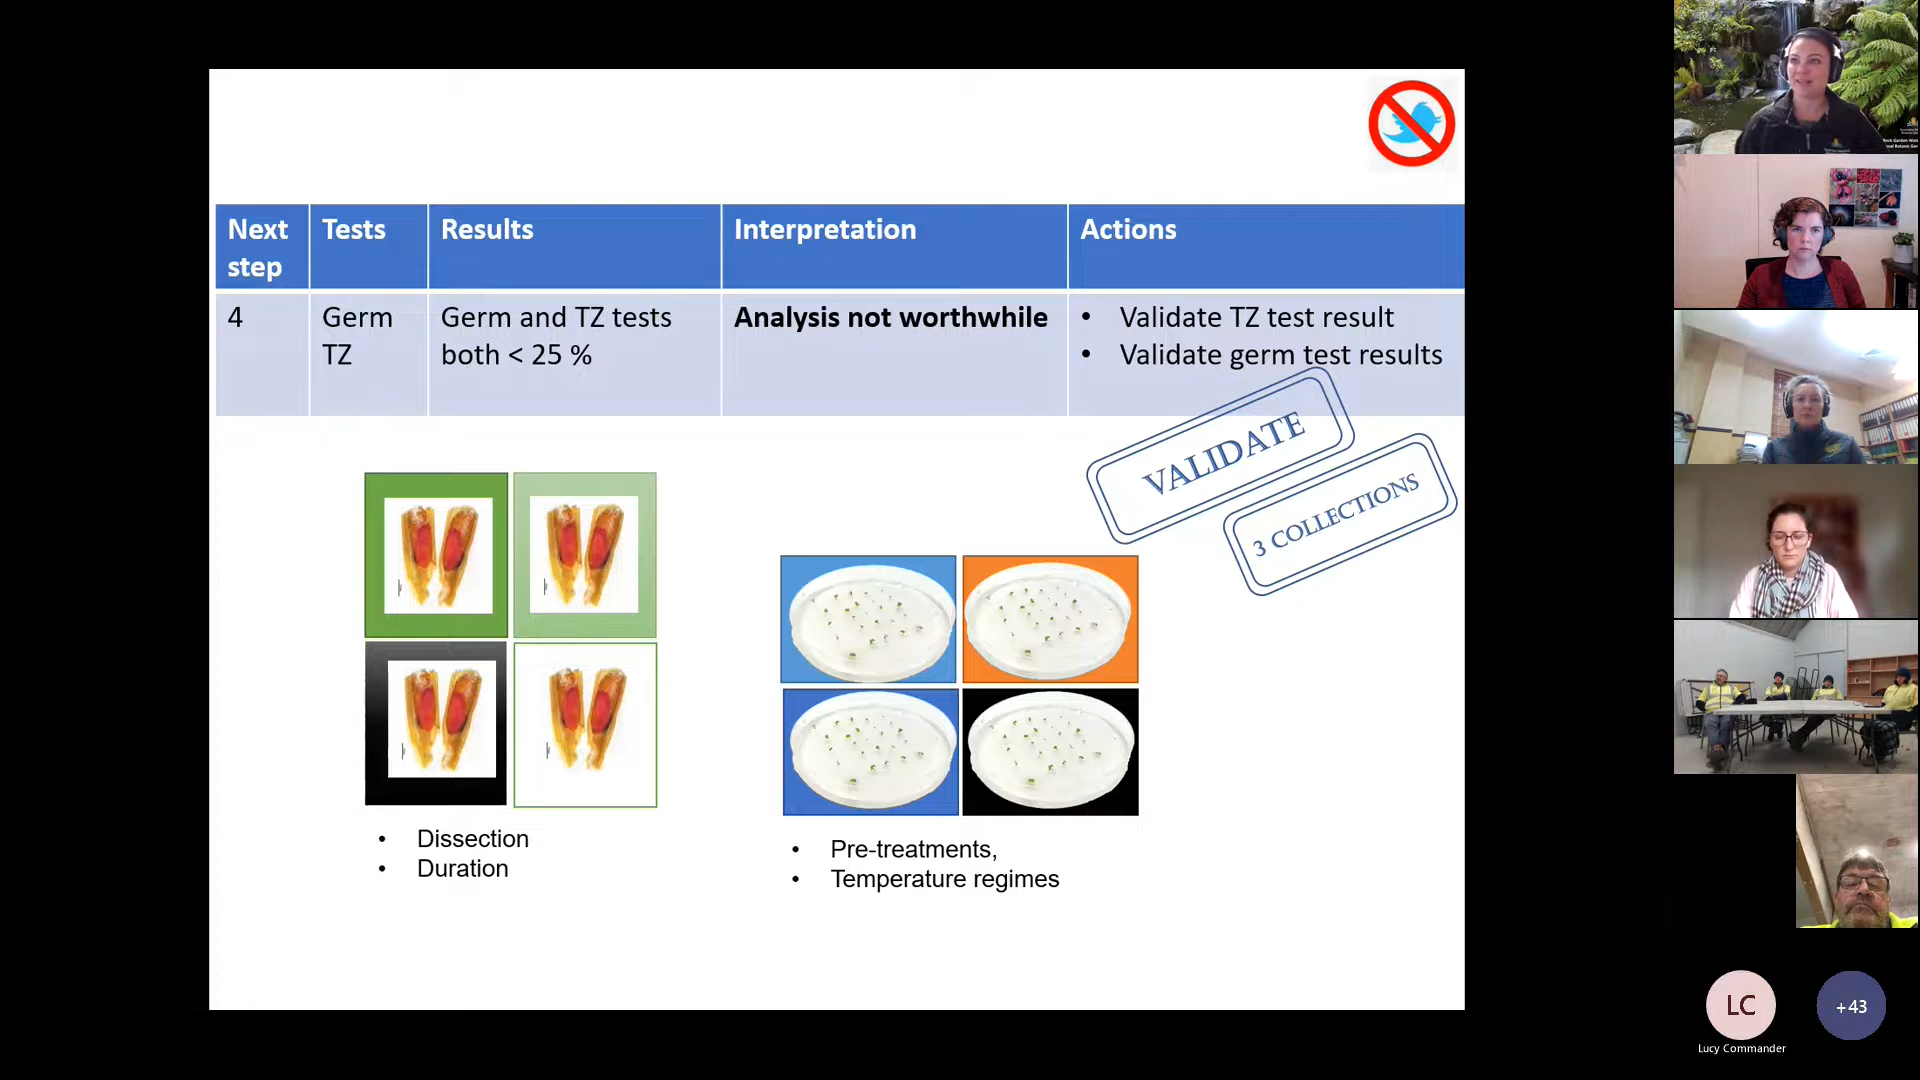 Next
step
Tests
Results
Interpretation
Actions
4
Germ
TZ
Germ and TZ tests
both < 25 %
Analysis not worthwhile
• Validate TZ test result
• Validate germ test results
VALIDATE
3 COLLECTIONS
• Dissection
• Duration
• Pre-treatments,
• Temperature regimes
LC
Lucy Commander
+43